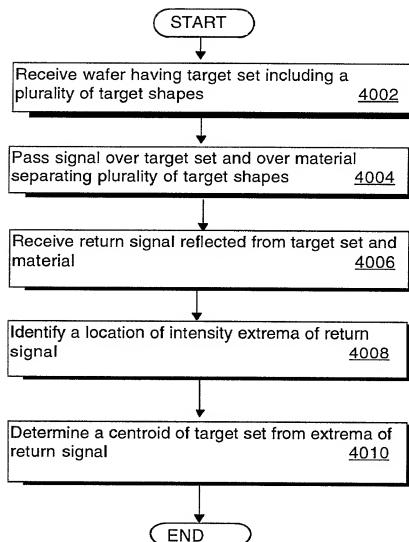 START
Receive wafer having target set including a
plurality of target shapes 4002
Pass signal over target set and over material
separating plurality of target shapes 4004
Receive return signal reflected from target set and
material 4006
Identify a location of intensity extrema of return
signal 4008
Determine a centroid of target set from extrema of
return signal 4010
END